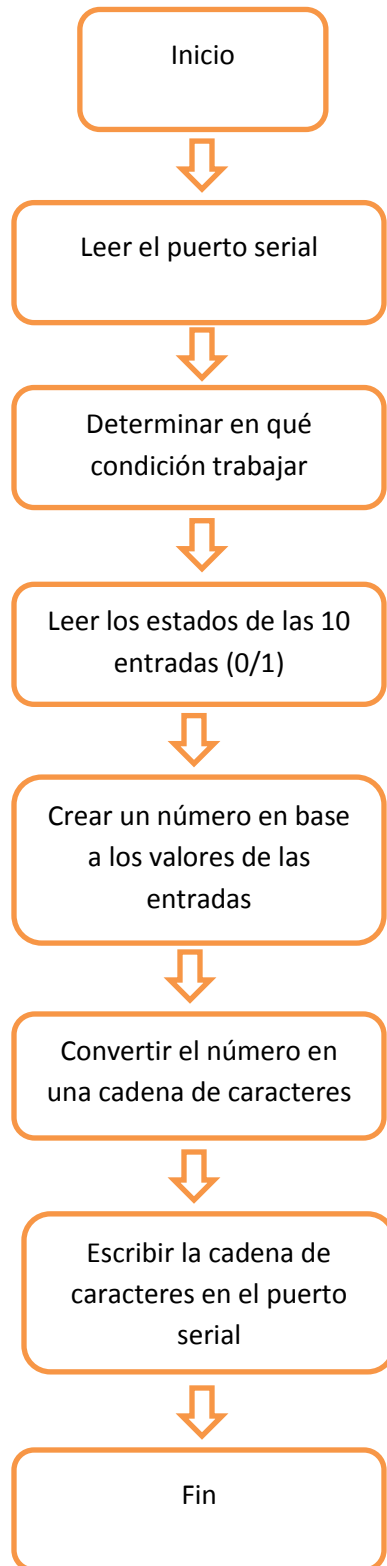 Inicio
Leer el puerto serial
Determinar en qué
condición trabajar
Leer los estados de las 10
entradas (0/1)
Crear un número en base
a los valores de las
entradas
Convertir el número en
una cadena de caracteres
Escribir la cadena de
caracteres en el puerto
serial
Fin